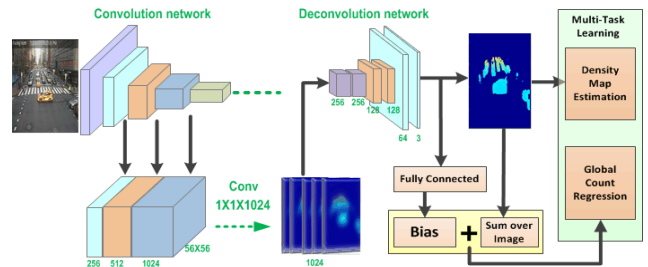 Convolution network
Deconvolution network
Multi-Task
Learning
256
256
128
128
64
3
Density
Map
Estimation
Fully Connected
Global
Count
Regression
Conv
1X1X1024
256
512
1024
56X56
1024
Bias
+
Sum over
Image